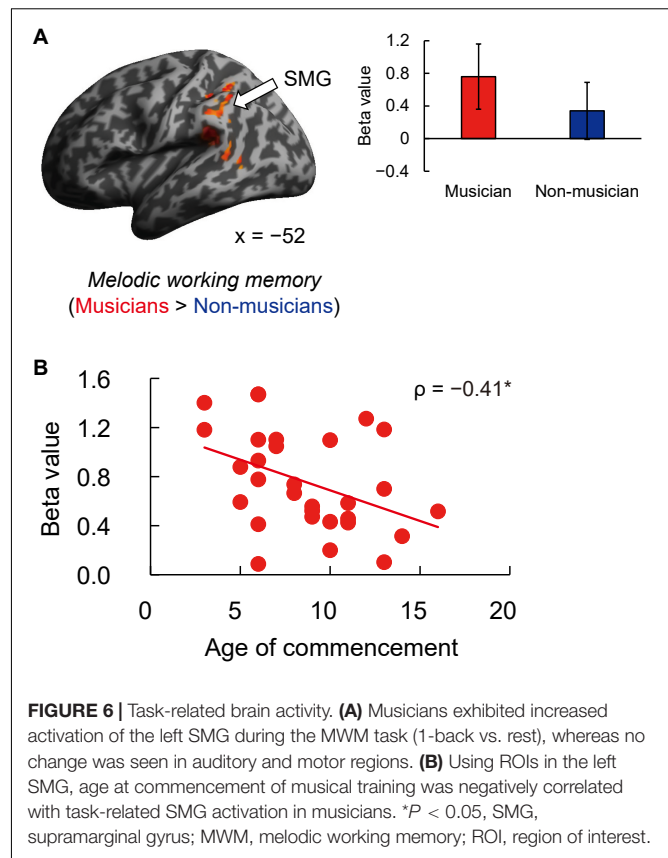 A
SMG
x = −52
Melodic working memory
(Musicians > Non-musicians)
1.2
0.8
0.4
0
−0.4
Beta value
Musician
Non-musician
B
ρ = −0.41*
Beta value
1.6
1.2
0.8
0.4
0.0
0
5
10
15
20
Age of commencement
FIGURE 6 | Task-related brain activity. (A) Musicians exhibited increased
activation of the left SMG during the MWM task (1-back vs. rest), whereas no
change was seen in auditory and motor regions. (B) Using ROIs in the left
SMG, age at commencement of musical training was negatively correlated
with task-related SMG activation in musicians. *P < 0.05, SMG,
supramarginal gyrus; MWM, melodic working memory; ROI, region of interest.